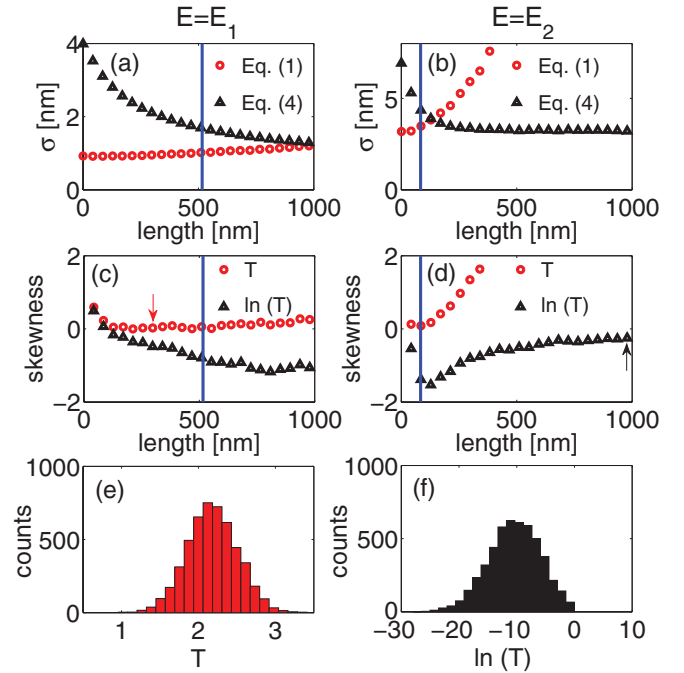 E=E1
E=E2
(a)
Eq. (1)
Eq. (4)
σ [nm]
4
2
0
0
500
1000
length [nm]
(b)
Eq. (1)
Eq. (4)
σ [nm]
5
0
0
500
1000
length [nm]
(c)
T
ln (T)
skewness
2
0
−2
0
500
1000
length [nm]
(d)
T
ln (T)
skewness
2
0
−2
0
500
1000
length [nm]
(e)
counts
1000
500
0
1
2
3
T
(f)
counts
1000
500
0
−30
−20
−10
0
10
ln (T)